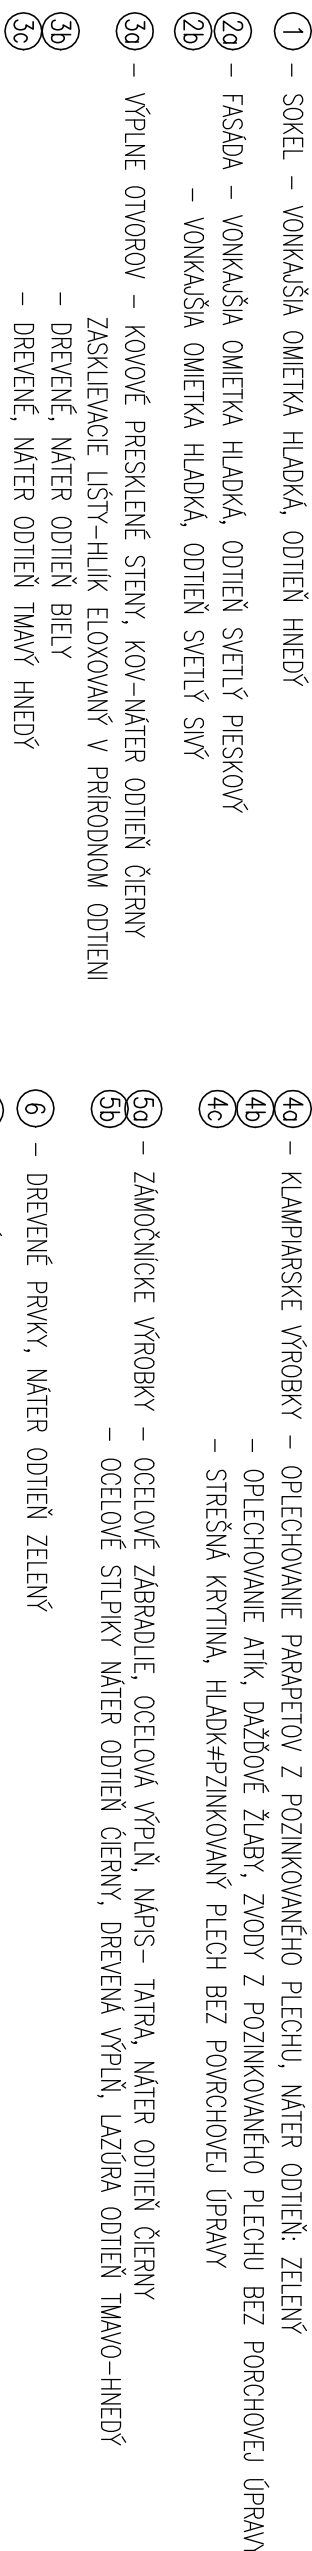 1 - SOKEL - VONKAJŠIA OMIETKA HLADKÁ, ODTIEŇ HNEDÝ
2a - FASÁDA - VONKAJŠIA OMIETKA HLADKÁ, ODTIEŇ SVETLÝ PIESKOVÝ
2b - VONKAJŠIA OMIETKA HLADKÁ, ODTIEŇ SVETLÝ SIVÝ
3a - VÝPLNE OTVOROV - KOVOVÉ PRESKLENÉ STENY, KOV-NÁTER ODTIEŇ ČIERNY
ZASKLIEVACIE LIŠTY-HLIÍK ELOXOVANÝ V PRÍRODNOM ODTIENI
3b - DREVENÉ, NÁTER ODTIEŇ BIELY
3c - DREVENÉ, NÁTER ODTIEŇ TMAVÝ HNEDÝ
4a - KLAMPIARSKE VÝROBKY - OPLECHOVANIE PARAPETOV Z POZINKOVANÉHO PLECHU, NÁTER ODTIEŇ: ZELENÝ
4b - OPLECHOVANIE ATÍK, DAŽĎOVÉ ŽLABY, ZVODY Z POZINKOVANÉHO PLECHU BEZ PORCHOVEJ ÚPRAVY
4c - STREŠNÁ KRYTINA, HLADK≠PZINKOVANÝ PLECH BEZ POVRCHOVEJ ÚPRAVY
5a - ZÁMOČNÍCKE VÝROBKY - OCELOVÉ ZÁBRADLIE, OCELOVÁ VÝPLŇ, NÁPIS- TATRA, NÁTER ODTIEŇ ČIERNY
5b - OCELOVÉ STLPIKY NÁTER ODTIEŇ ĆIERNY, DREVENÁ VÝPLŇ, LAZÚRA ODTIEŇ TMAVO-HNEDÝ
6 - DREVENÉ PRVKY, NÁTER ODTIEŇ ZELENÝ